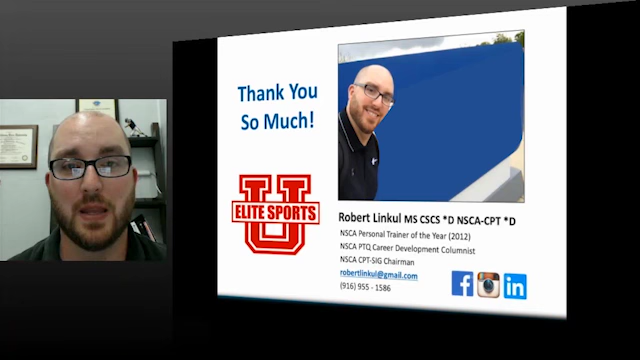 Thank You
So Much!
U
ELITE SPORTS
Robert Linkul MS CSCS *D NSCA-CPT *D
NSCA Personal Trainer of the Year (2012)
NSCA PTQ Career Development Columnist
NSCA CPT-SIG Chairman
robertlinkul@gmail.com
(916) 955 - 1586
f
in